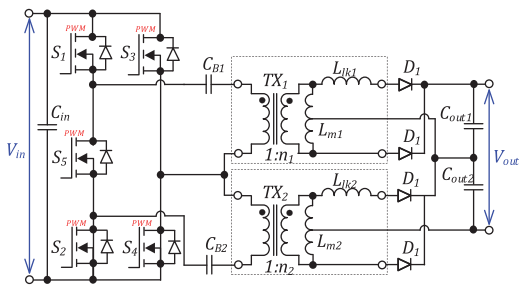 PWM
PWM
S1
S3
CB1
TX1
Llk1
D1
Cin
Lm1
Cout1
PWM
S5
1:n1
D1
Vin
Vout
TX2
Llk2
D1
Cout2
PWM
PWM
S2
S4
CB2
Lm2
1:n2
D1